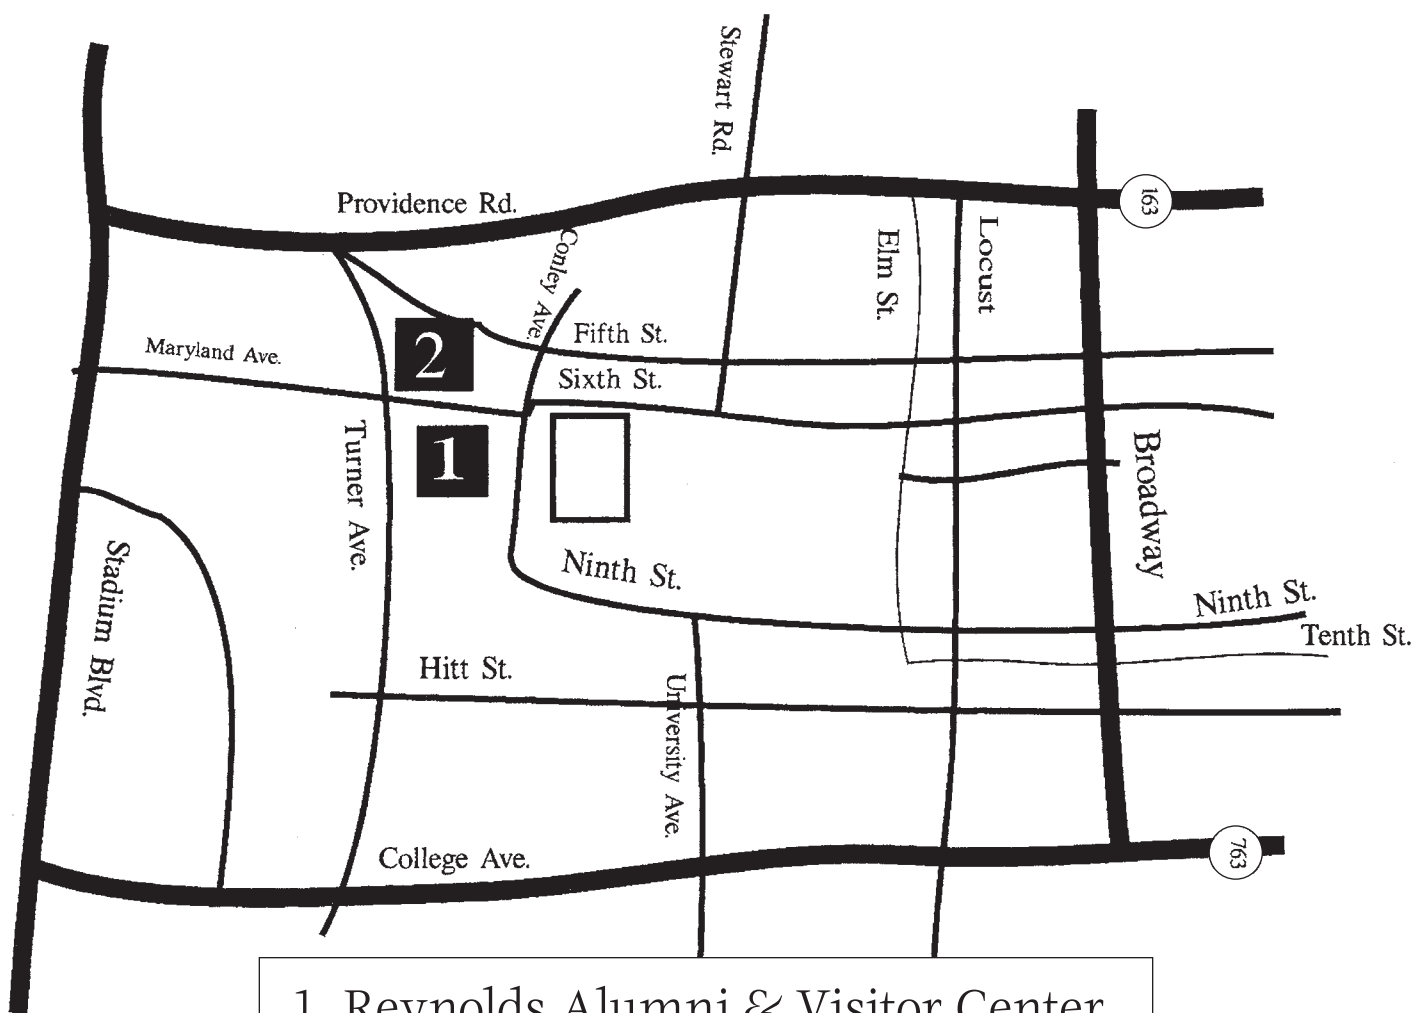 Stewart Rd.
Providence Rd.
163
Conley Ave.
Elm St.
Locust
Fifth St.
Maryland Ave.
2
Sixth St.
1
Turner Ave.
Broadway
Stadium Blvd.
Ninth St.
Ninth St.
Tenth St.
Hitt St.
University Ave.
College Ave.
763
1 Reynolds Alumni & Visitor Center